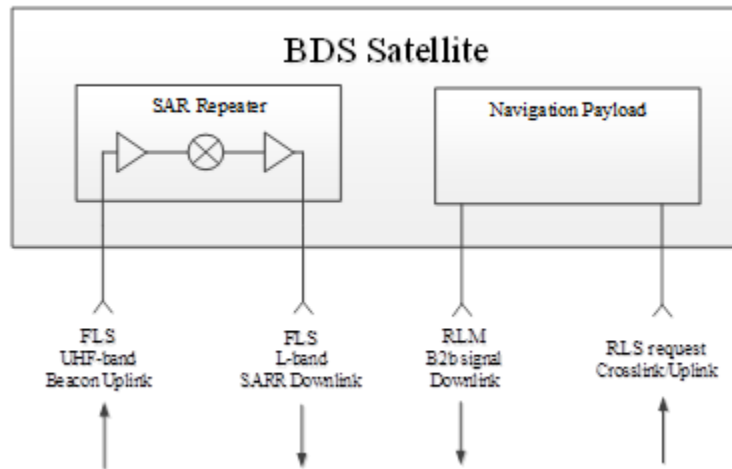 BDS Satellite
SAR Repeater
Navigation Payload
FLS
UHF-band
Beacon Uplink
FLS
L-band
SARR Downlink
RLM
B2b signal
Downlink
RLS request
Crosslink/Uplink